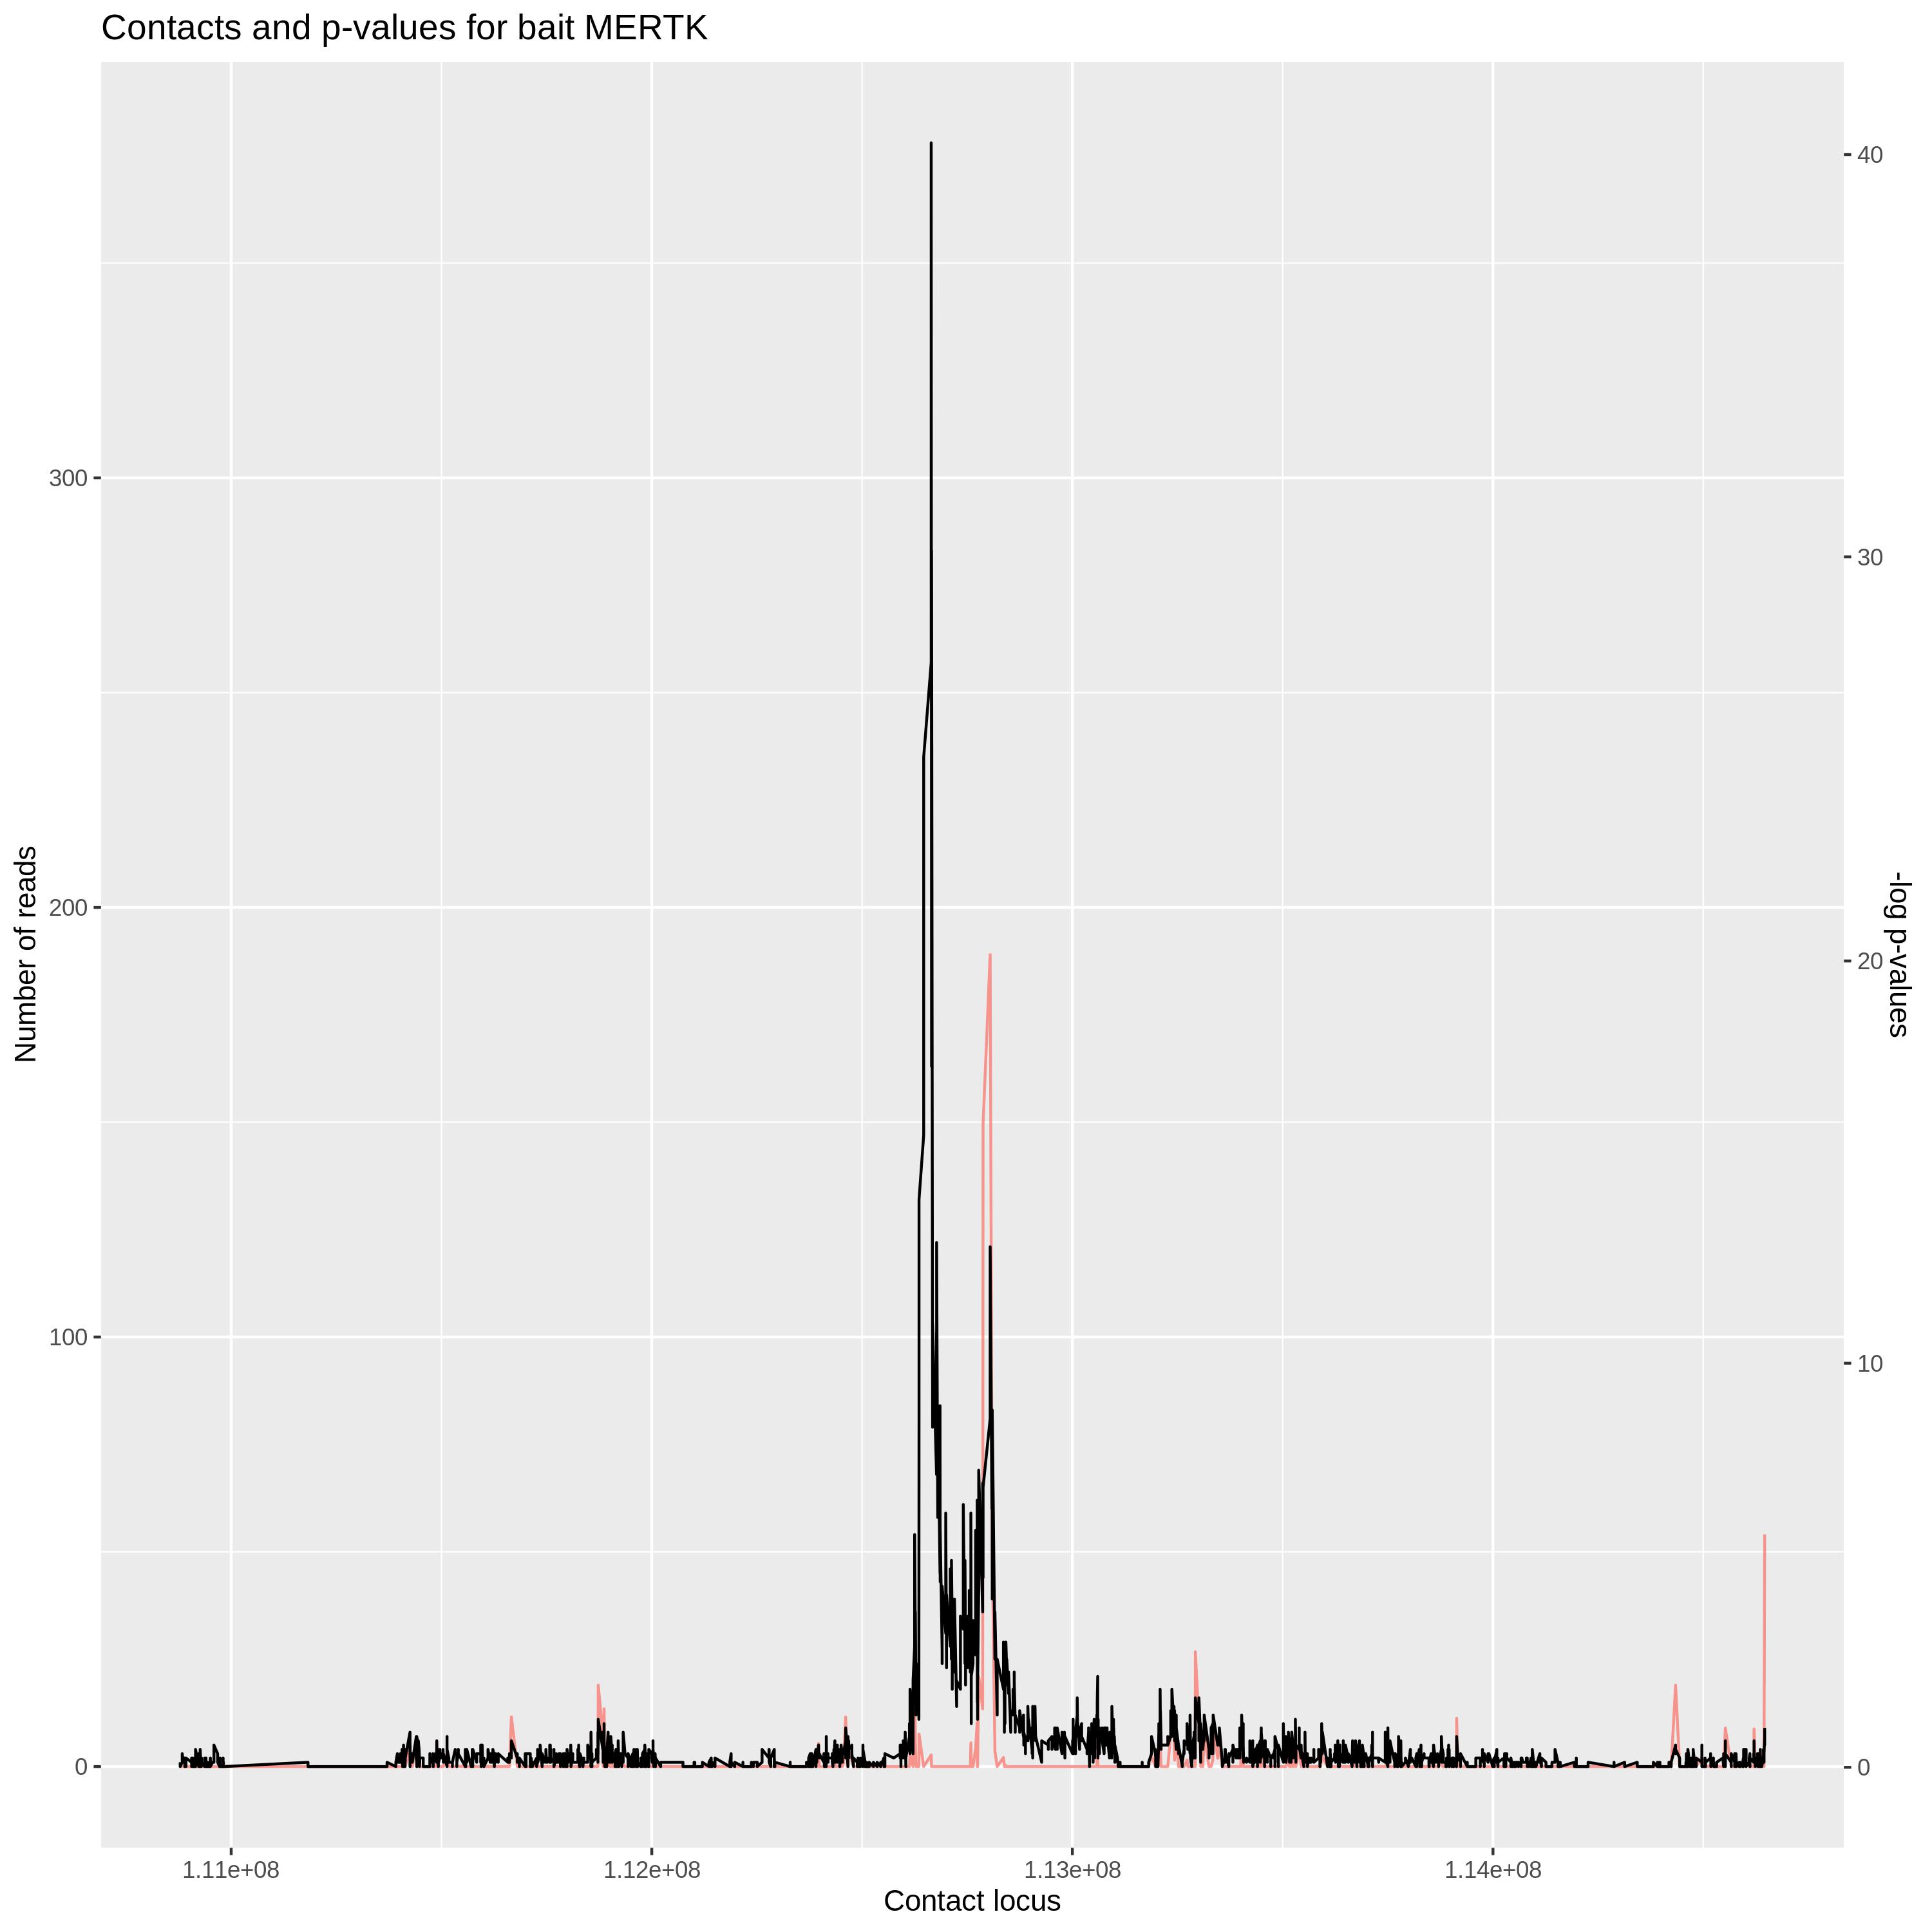 Contacts and p-values for bait MERTK
Number of reads
300
200
100
0
40
30
20
10
0
-log p-values
1.11e+08 1.12e+08 1.13e+08 1.14e+08
Contact locus